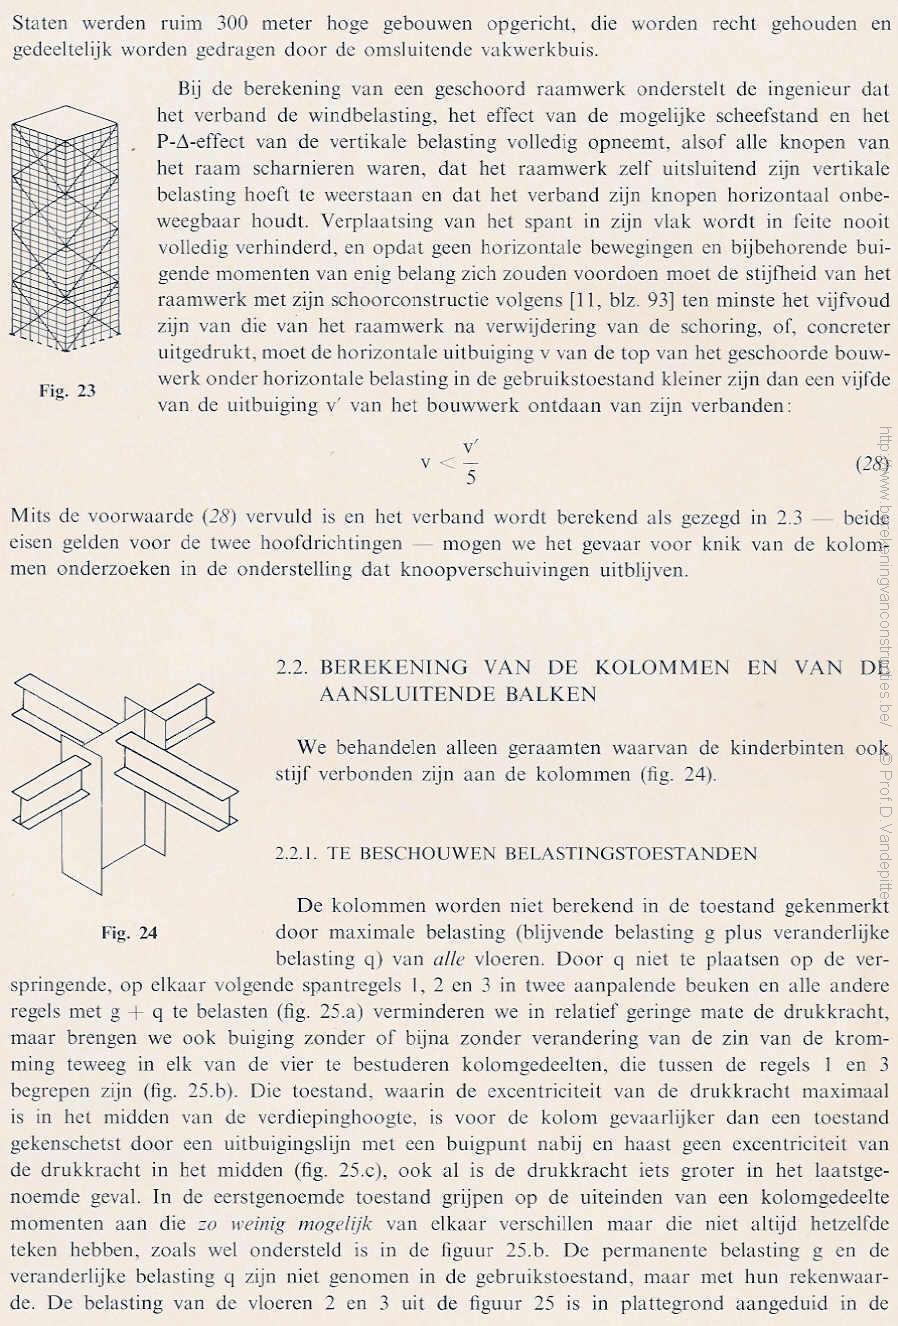 Staten werden ruim 300 meter hoge gebouwen opgericht, die worden recht gehouden en
gedeeltelijk worden gedragen door de omsluitende vakwerkbuis.
Bij de berekening van een geschoord raamwerk onderstelt de ingenieur dat
het verband de windbelasting, het effect van de mogelijke scheefstand en het
P-Δ-effect van de vertikale belasting volledig opneemt, alsof alle knopen van
het raam scharnieren waren, dat het raamwerk zelf uitsluitend zijn vertikale
belasting hoeft te weerstaan en dat het verband zijn knopen horizontaal onbe-
weegbaar houdt. Verplaatsing van het spant in zijn vlak wordt in feite nooit
volledig verhinderd, en opdat geen horizontale bewegingen en bijbehorende bui-
gende momenten van enig belang zich zouden voordoen moet de stijfheid van het
raamwerk met zijn schoorconstructie volgens [11, blz. 93] ten minste het vijfvoud
zijn van die van het raamwerk na verwijdering van de schoring, of, concreter
uitgedrukt, moet de horizontale uitbuiging v van de top van het geschoorde bouw-
werk onder horizontale belasting in de gebruikstoestand kleiner zijn dan een vijfde
van de uitbuiging v′ van het bouwwerk ontdaan van zijn verbanden:
Fig. 23
v < v′/5 (28)
Mits de voorwaarde (28) vervuld is en het verband wordt berekend als gezegd in 2.3 — beide
eisen gelden voor de twee hoofdrichtingen — mogen we het gevaar voor knik van de kolom-
men onderzoeken in de onderstelling dat knoopverschuivingen uitblijven.
2.2. BEREKENING VAN DE KOLOMMEN EN VAN DE
AANSLUITENDE BALKEN
We behandelen alleen geraamten waarvan de kinderbinten ook
stijf verbonden zijn aan de kolommen (fig. 24).
2.2.1. TE BESCHOUWEN BELASTINGSTOESTANDEN
Fig. 24
De kolommen worden niet berekend in de toestand gekenmerkt
door maximale belasting (blijvende belasting g plus veranderlijke
belasting q) van alle vloeren. Door q niet te plaatsen op de ver-
springende, op elkaar volgende spantregels 1, 2 en 3 in twee aanpalende beuken en alle andere
regels met g + q te belasten (fig. 25.a) verminderen we in relatief geringe mate de drukkracht,
maar brengen we ook buiging zonder of bijna zonder verandering van de zin van de krom-
ming teweeg in elk van de vier te bestuderen kolomgedeelten, die tussen de regels 1 en 3
begrepen zijn (fig. 25.b). Die toestand, waarin de excentriciteit van de drukkracht maximaal
is in het midden van de verdiepinghoogte, is voor de kolom gevaarlijker dan een toestand
gekenschetst door een uitbuigingslijn met een buigpunt nabij en haast geen excentriciteit van
de drukkracht in het midden (fig. 25.c), ook al is de drukkracht iets groter in het laatstge-
noemde geval. In de eerstgenoemde toestand grijpen op de uiteinden van een kolomgedeelte
momenten aan die zo weinig mogelijk van elkaar verschillen maar die niet altijd hetzelfde
teken hebben, zoals wel ondersteld is in de figuur 25.b. De permanente belasting g en de
veranderlijke belasting q zijn niet genomen in de gebruikstoestand, maar met hun rekenwaar-
de. De belasting van de vloeren 2 en 3 uit de figuur 25 is in plattegrond aangeduid in de
http://www.berekeningvanconstructies.be/ © Prof D. Vandepitte